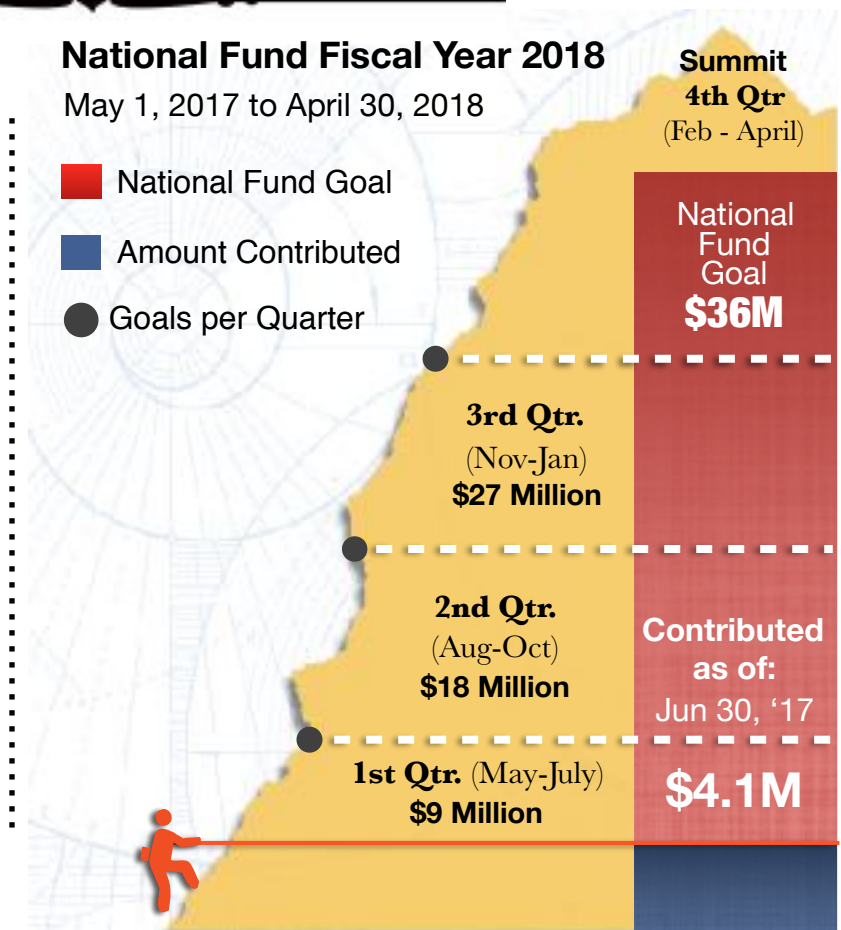 National Fund Fiscal Year 2018
May 1, 2017 to April 30, 2018
National Fund Goal
Amount Contributed
Goals per Quarter
Summit
4th Qtr
(Feb - April)
National
Fund
Goal
$36M
3rd Qtr.
(Nov-Jan)
$27 Million
2nd Qtr.
(Aug-Oct)
$18 Million
Contributed
as of:
Jun 30, ‘17
1st Qtr. (May-July)
$9 Million
$4.1M